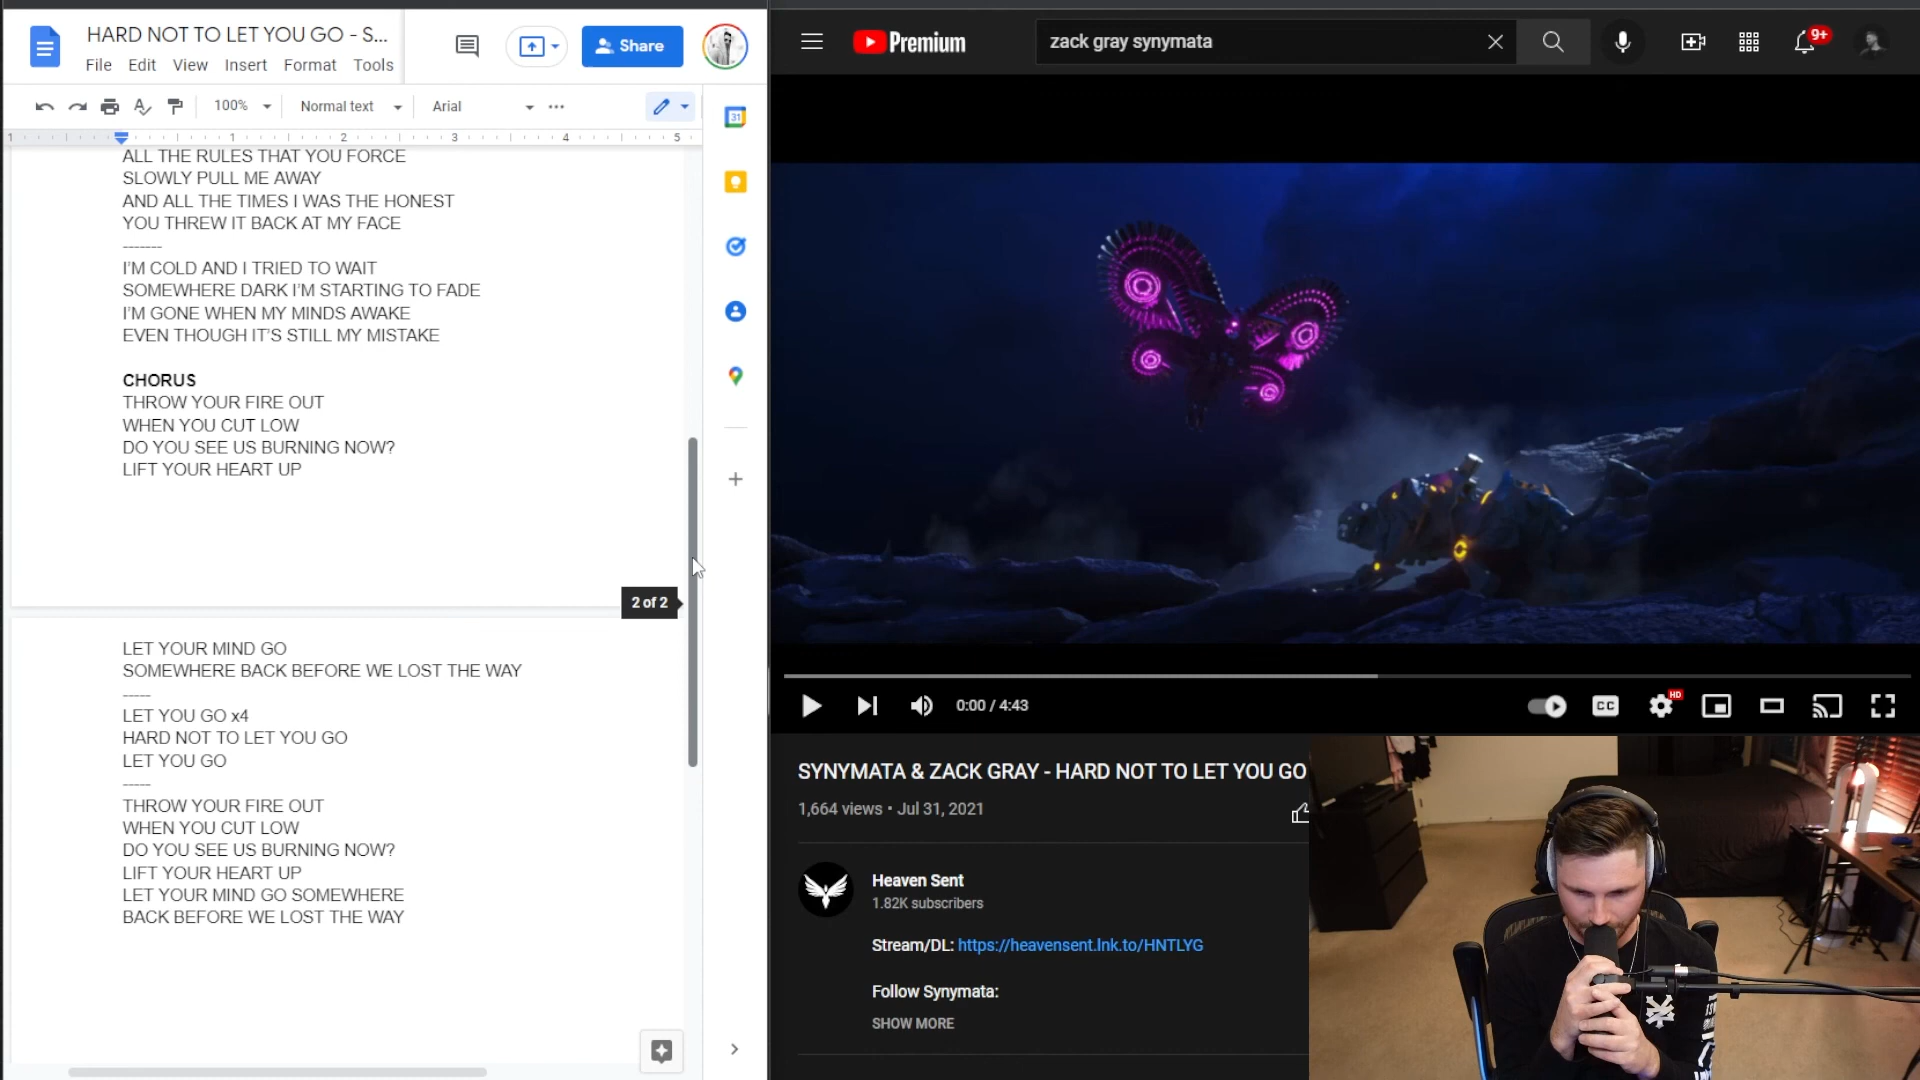 HARD NOT TO LET YOU GO - S...
File Edit View Insert Format Tools
Share
100% Normal text Arial
1 1 2 3 4 5
31
ALL THE RULES THAT YOU FORCE
SLOWLY PULL ME AWAY
AND ALL THE TIMES I WAS THE HONEST
YOU THREW IT BACK AT MY FACE
-------
I'M COLD AND I TRIED TO WAIT
SOMEWHERE DARK I'M STARTING TO FADE
I'M GONE WHEN MY MINDS AWAKE
EVEN THOUGH IT'S STILL MY MISTAKE
CHORUS
THROW YOUR FIRE OUT
WHEN YOU CUT LOW
DO YOU SEE US BURNING NOW?
LIFT YOUR HEART UP
2 of 2
LET YOUR MIND GO
SOMEWHERE BACK BEFORE WE LOST THE WAY
-----
LET YOU GO x4
HARD NOT TO LET YOU GO
LET YOU GO
-----
THROW YOUR FIRE OUT
WHEN YOU CUT LOW
DO YOU SEE US BURNING NOW?
LIFT YOUR HEART UP
LET YOUR MIND GO SOMEWHERE
BACK BEFORE WE LOST THE WAY
Premium
zack gray synymata
9+
0:00 / 4:43
CC
HD
SYNYMATA & ZACK GRAY - HARD NOT TO LET YOU GO
1,664 views • Jul 31, 2021
Heaven Sent
1.82K subscribers
Stream/DL: https://heavensent.lnk.to/HNTLYG
Follow Synymata:
SHOW MORE